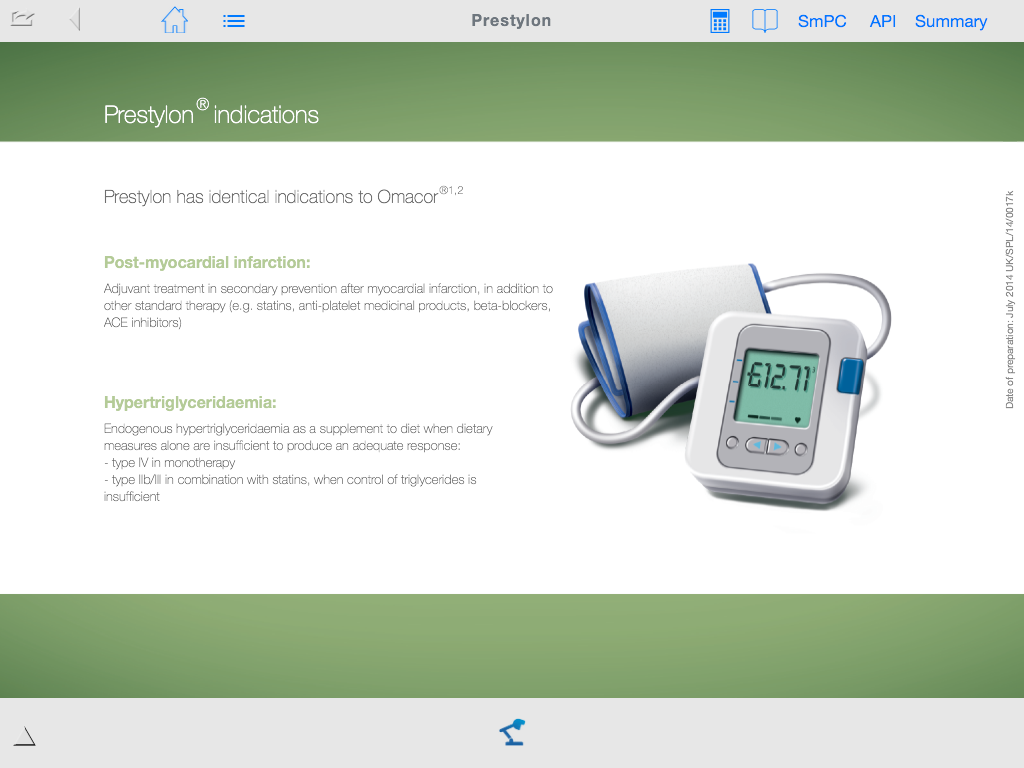 Prestylon
SmPC API Summary
Prestylon® indications
Prestylon has identical indications to Omacor®1,2
Post-myocardial infarction:
Adjuvant treatment in secondary prevention after myocardial infarction, in addition to
other standard therapy (e.g. statins, anti-platelet medicinal products, beta-blockers,
ACE inhibitors)
Hypertriglyceridaemia:
Endogenous hypertriglyceridaemia as a supplement to diet when dietary
measures alone are insufficient to produce an adequate response:
- type IV in monotherapy
- type IIb/III in combination with statins, when control of triglycerides is
insufficient
£12.71
Date of preparation: July 2014 UK/SPL/14/0017k